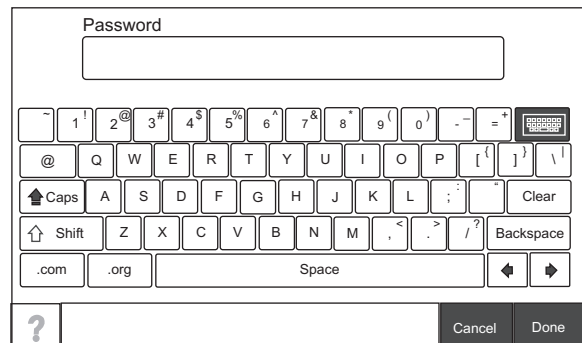 Password
~ 1 ! 2 @ 3 # 4 $ 5 % 6 ^ 7 & 8 * 9 ( 0 ) - _ = +
@ Q W E R T Y U I O P [ { ] } \ |
Caps A S D F G H J K L ; : “ Clear
Shift Z X C V B N M , < . > / ? Backspace
.com .org Space
? Cancel Done